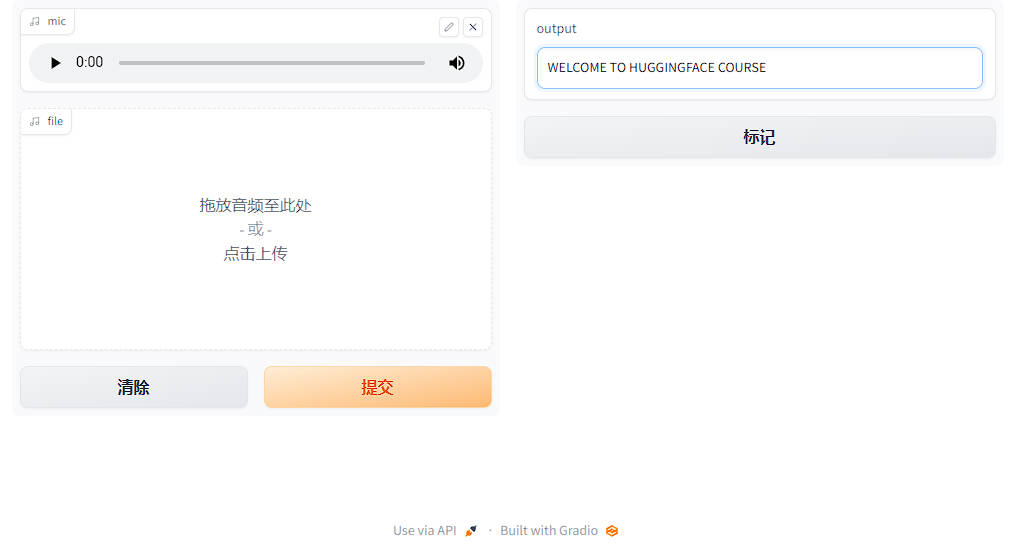 mic
0:00
file
拖放音频至此处
- 或 -
点击上传
清除
提交
output
WELCOME TO HUGGINGFACE COURSE
标记
Use via API · Built with Gradio